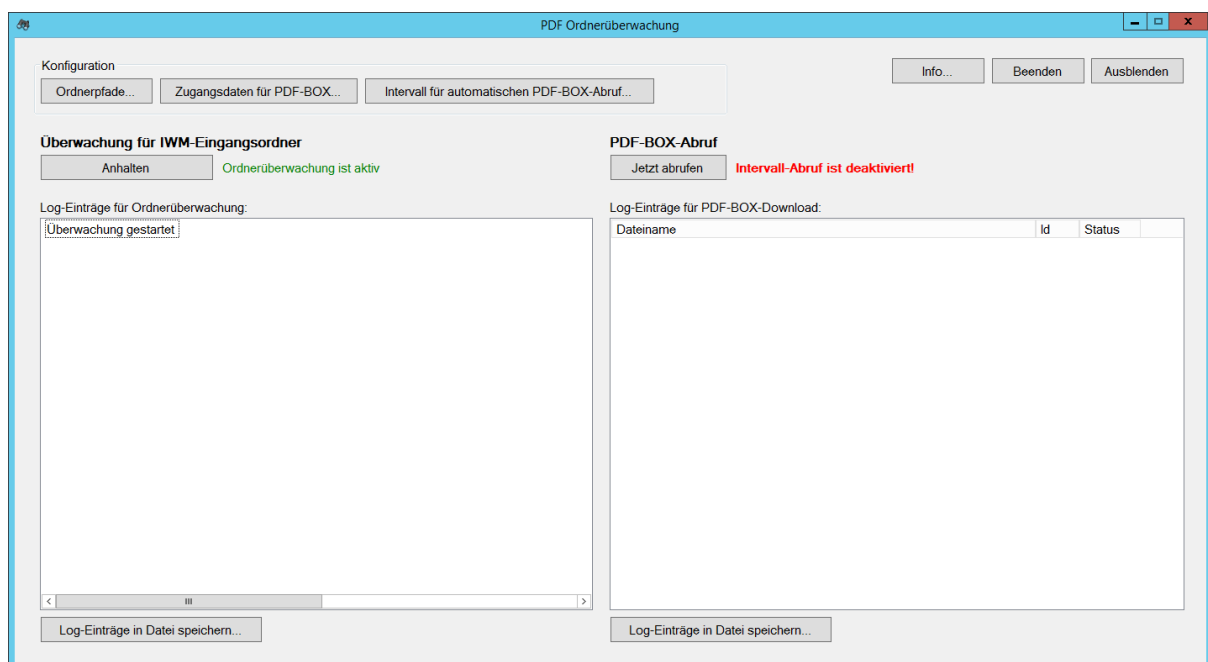 PDF Ordnerüberwachung
Konfiguration
Ordnerpfade... Zugangsdaten für PDF-BOX... Intervall für automatischen PDF-BOX-Abruf...
Info... Beenden Ausblenden
Überwachung für IWM-Eingangsordner
Anhalten Ordnerüberwachung ist aktiv
Log-Einträge für Ordnerüberwachung:
Überwachung gestartet
Log-Einträge in Datei speichern...
PDF-BOX-Abruf
Jetzt abrufen Intervall-Abruf ist deaktiviert!
Log-Einträge für PDF-BOX-Download:
Dateiname Id Status
Log-Einträge in Datei speichern...